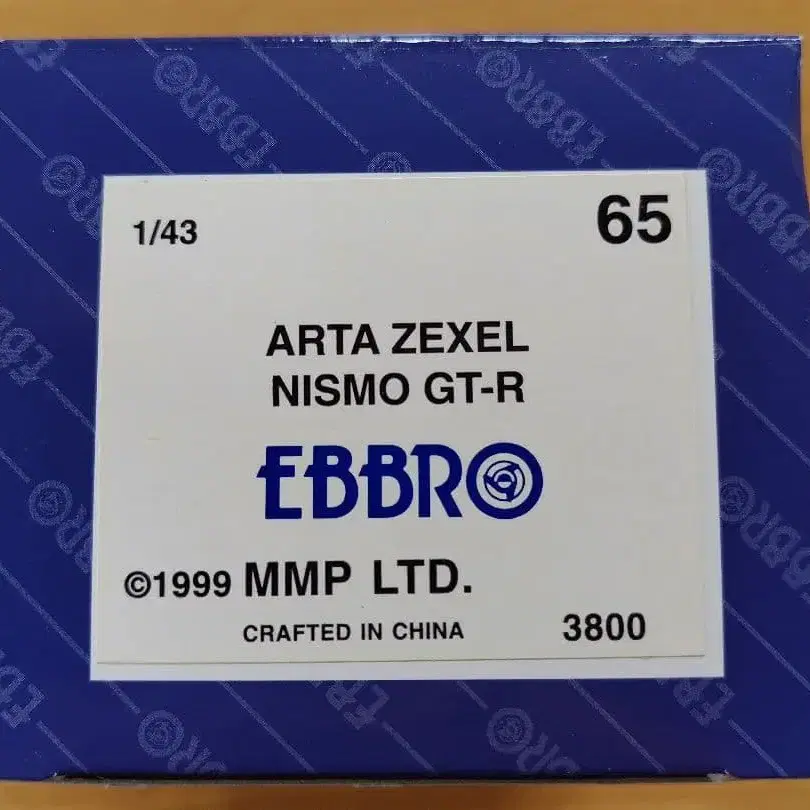 1/43
65
ARTA ZEXEL
NISMO GT-R
EBBRO
©1999 MMP LTD.
CRAFTED IN CHINA
3800